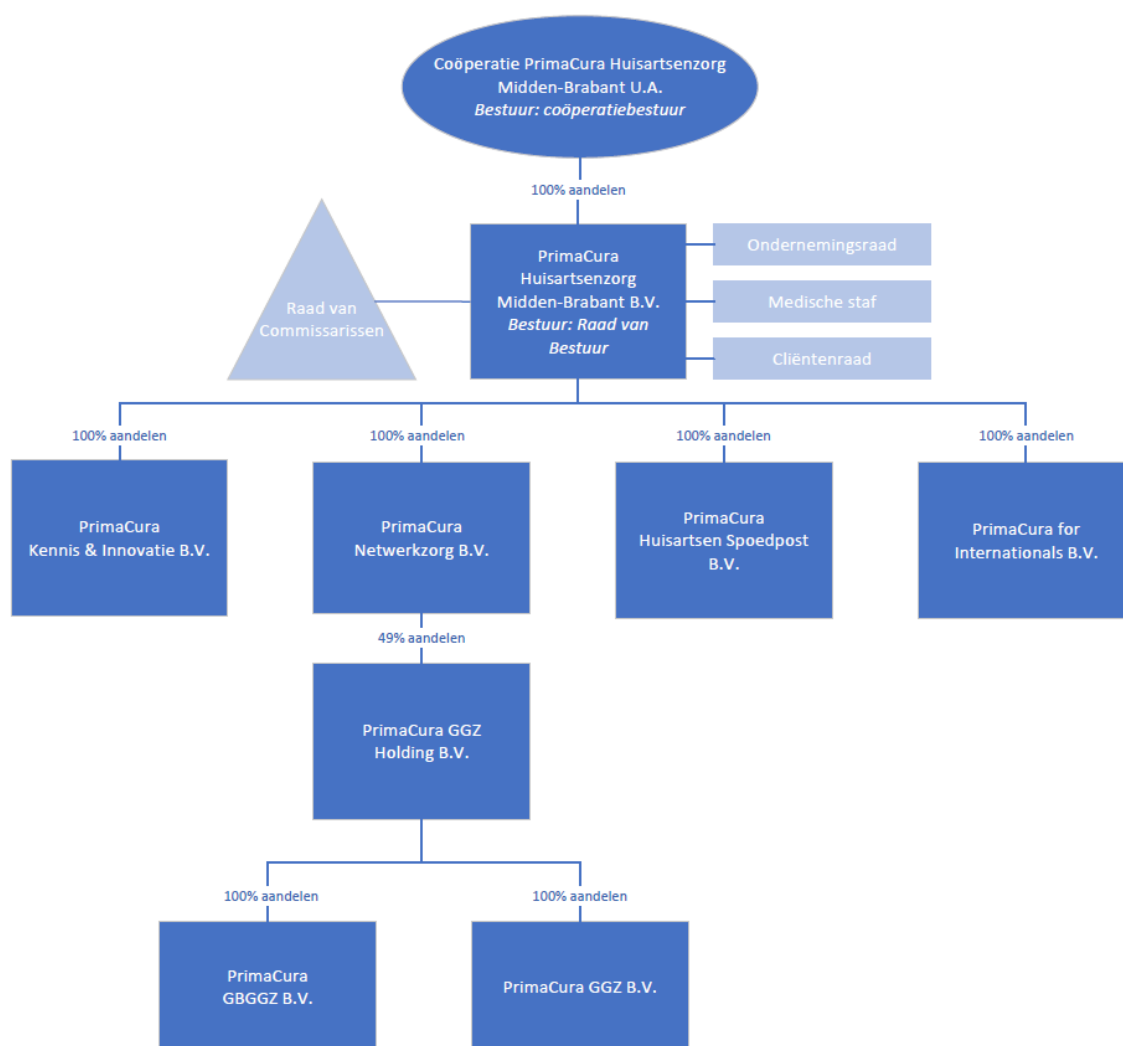 Coöperatie PrimaCura Huisartsenzorg
Midden-Brabant U.A.
Bestuur: coöperatiebestuur
100% aandelen
Raad van
Commissarissen
PrimaCura
Huisartsenzorg
Midden-Brabant B.V.
Bestuur: Raad van
Bestuur
Ondernemingsraad
Medische staf
Cliëntenraad
100% aandelen
100% aandelen
100% aandelen
100% aandelen
PrimaCura
Kennis & Innovatie B.V.
PrimaCura
Netwerkzorg B.V.
PrimaCura
Huisartsen Spoedpost
B.V.
PrimaCura for
Internationals B.V.
49% aandelen
PrimaCura GGZ
Holding B.V.
100% aandelen
100% aandelen
PrimaCura
GBGGZ B.V.
PrimaCura GGZ B.V.